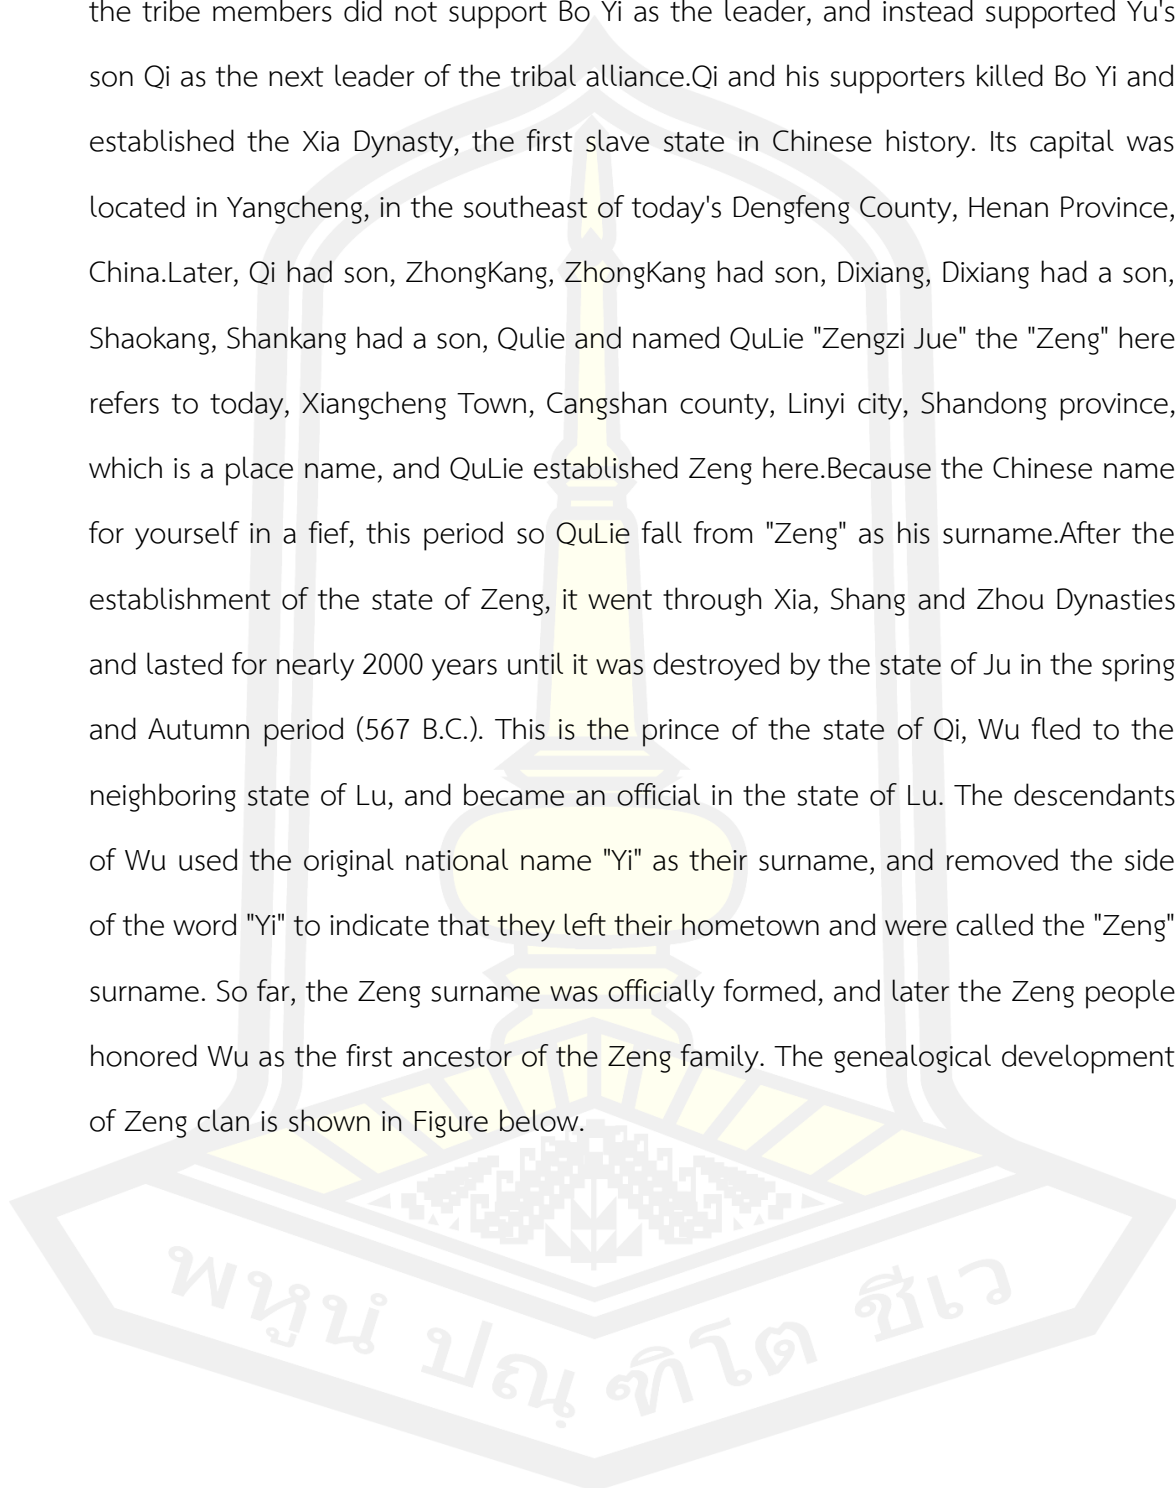 the tribe members did not support Bo Yi as the leader, and instead supported Yu's
son Qi as the next leader of the tribal alliance.Qi and his supporters killed Bo Yi and
established the Xia Dynasty, the first slave state in Chinese history. Its capital was
located in Yangcheng, in the southeast of today's Dengfeng County, Henan Province,
China.Later, Qi had son, ZhongKang, ZhongKang had son, Dixiang, Dixiang had a son,
Shaokang, Shankang had a son, Qulie and named QuLie "Zengzi Jue" the "Zeng" here
refers to today, Xiangcheng Town, Cangshan county, Linyi city, Shandong province,
which is a place name, and QuLie established Zeng here.Because the Chinese name
for yourself in a fief, this period so QuLie fall from "Zeng" as his surname.After the
establishment of the state of Zeng, it went through Xia, Shang and Zhou Dynasties
and lasted for nearly 2000 years until it was destroyed by the state of Ju in the spring
and Autumn period (567 B.C.). This is the prince of the state of Qi, Wu fled to the
neighboring state of Lu, and became an official in the state of Lu. The descendants
of Wu used the original national name "Yi" as their surname, and removed the side
of the word "Yi" to indicate that they left their hometown and were called the "Zeng"
surname. So far, the Zeng surname was officially formed, and later the Zeng people
honored Wu as the first ancestor of the Zeng family. The genealogical development
of Zeng clan is shown in Figure below.
พหูนํ ปณฺฑิโต ชีเว